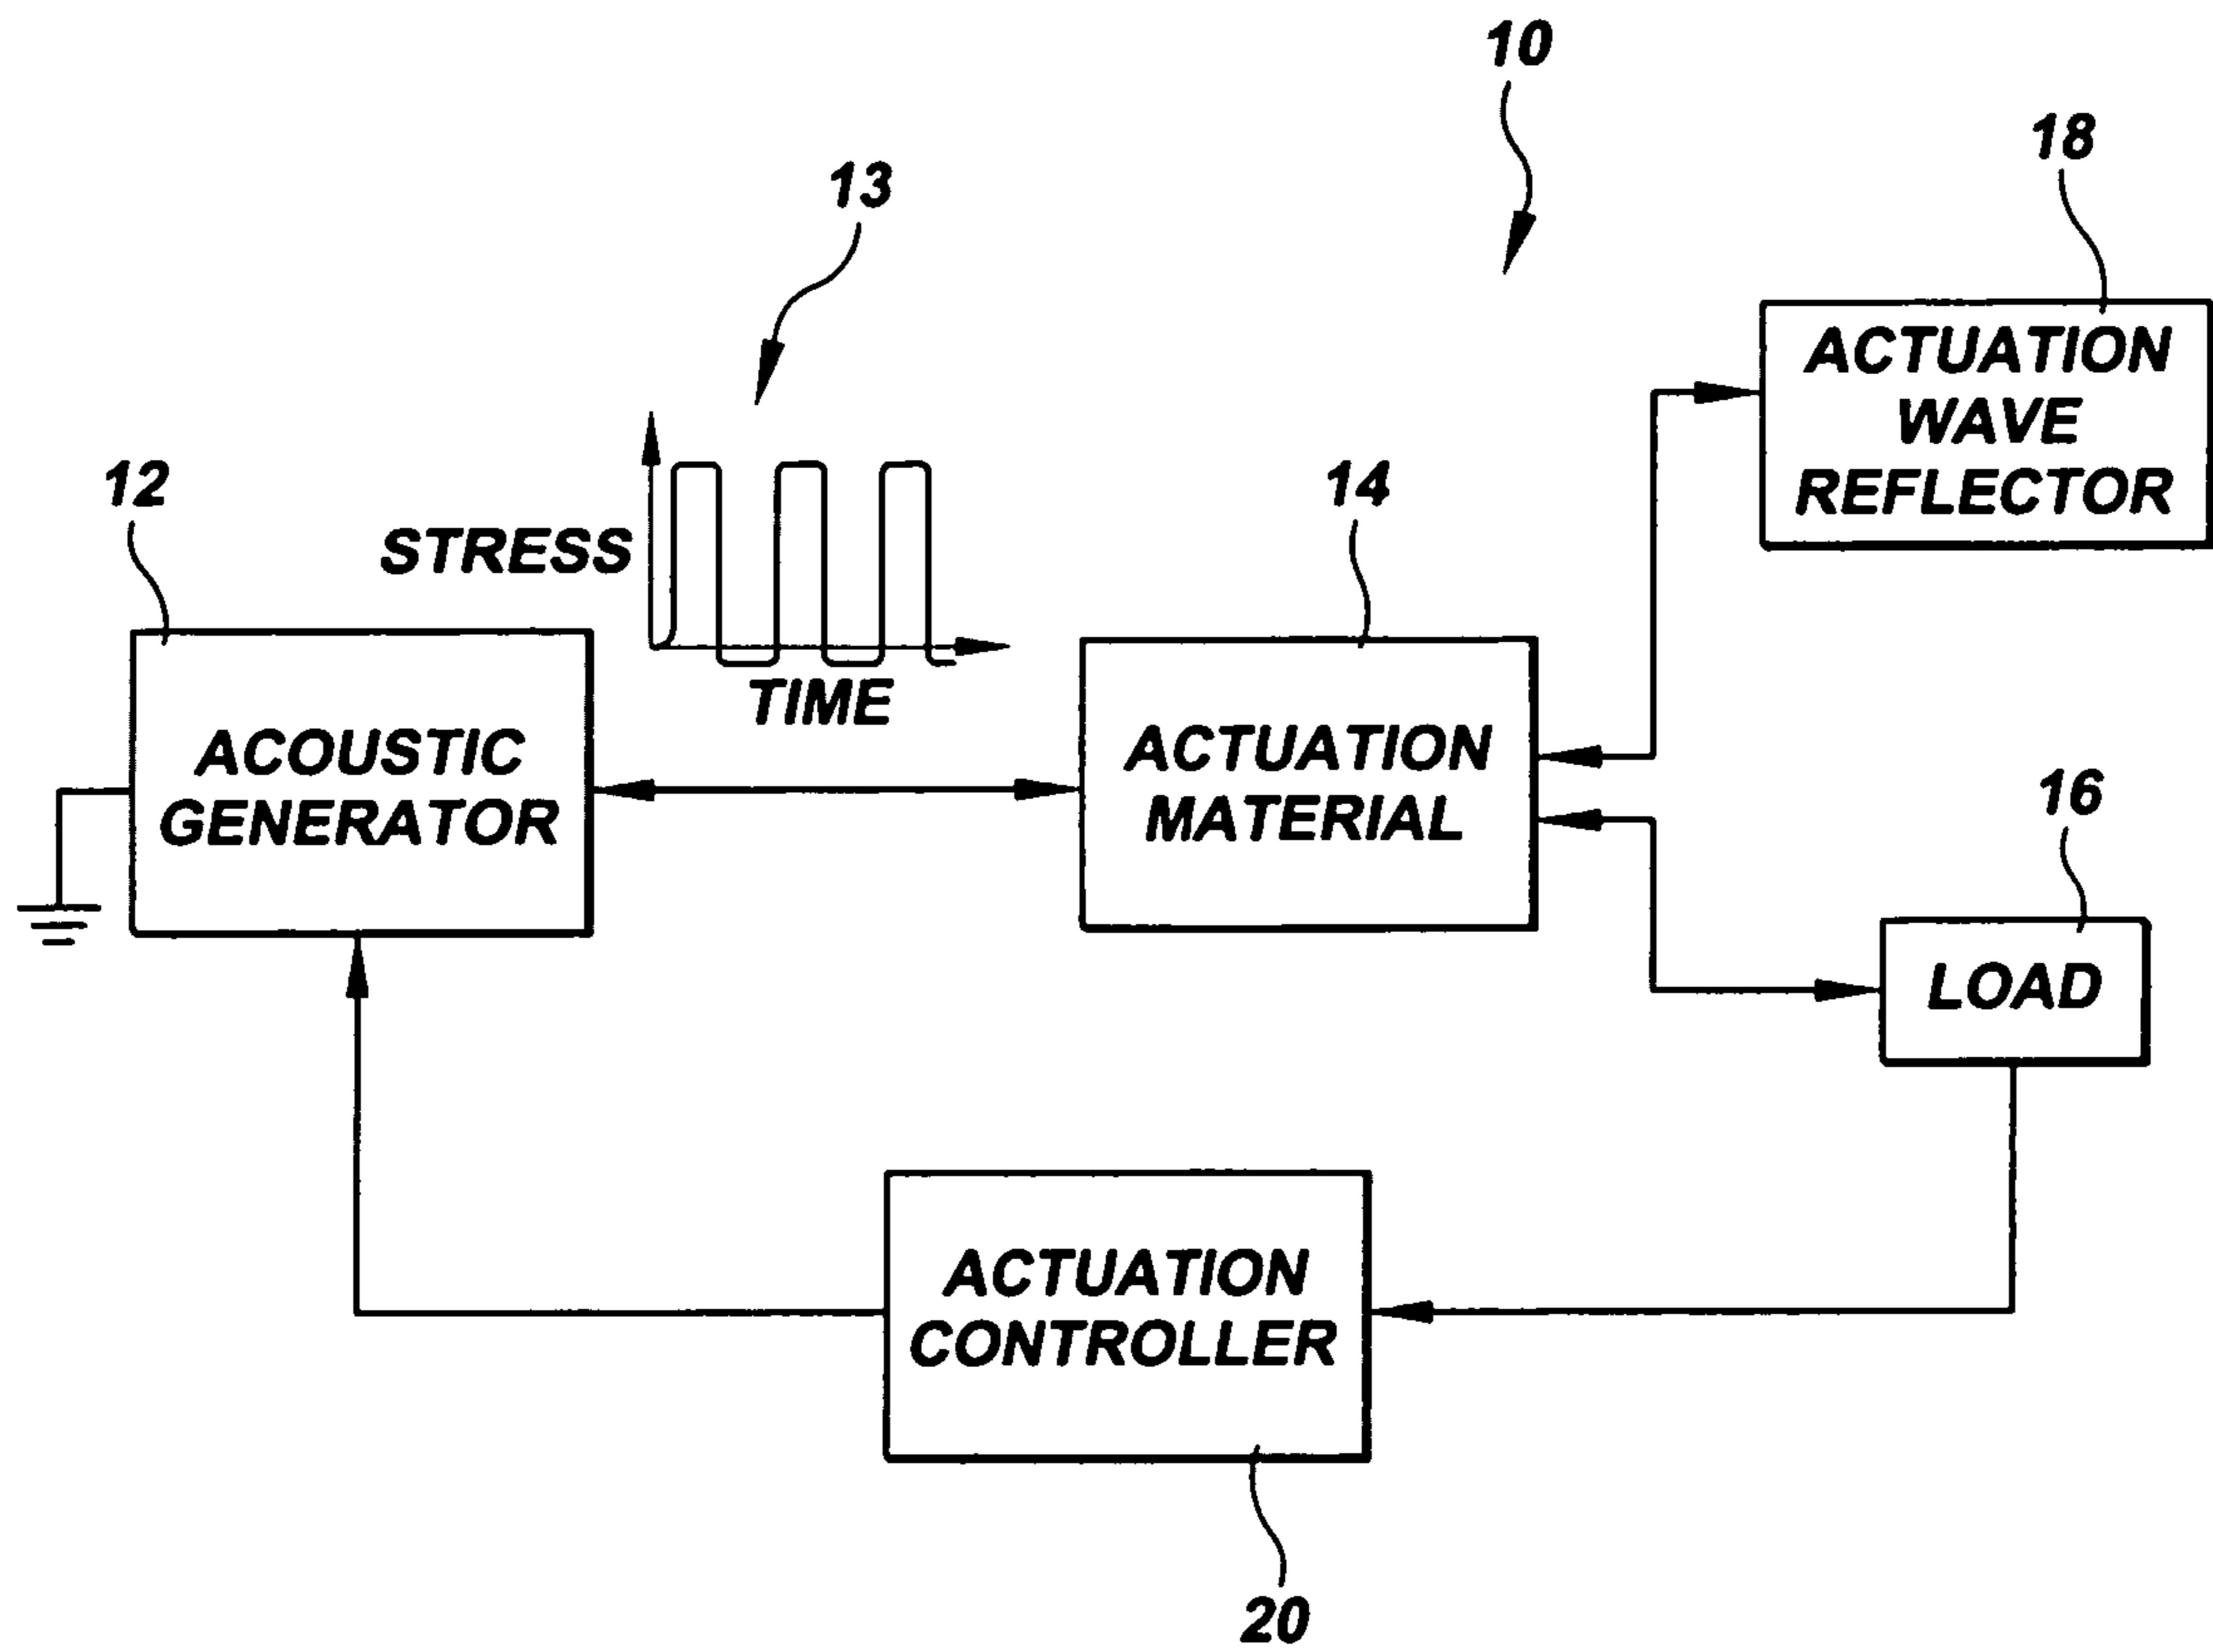 10
18
13
ACTUATION
WAVE
REFLECTOR
12
14
STRESS
TIME
ACOUSTIC
GENERATOR
ACTUATION
MATERIAL
16
LOAD
ACTUATION
CONTROLLER
20